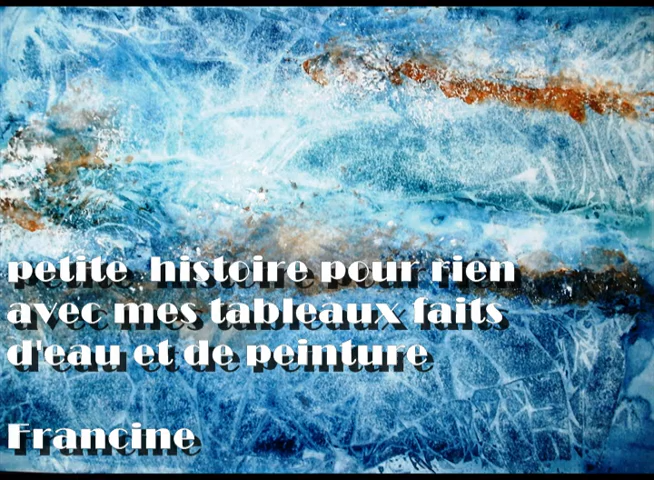 petite histoire pour rien
avec mes tableaux faits
d'eau et de peinture
Francine